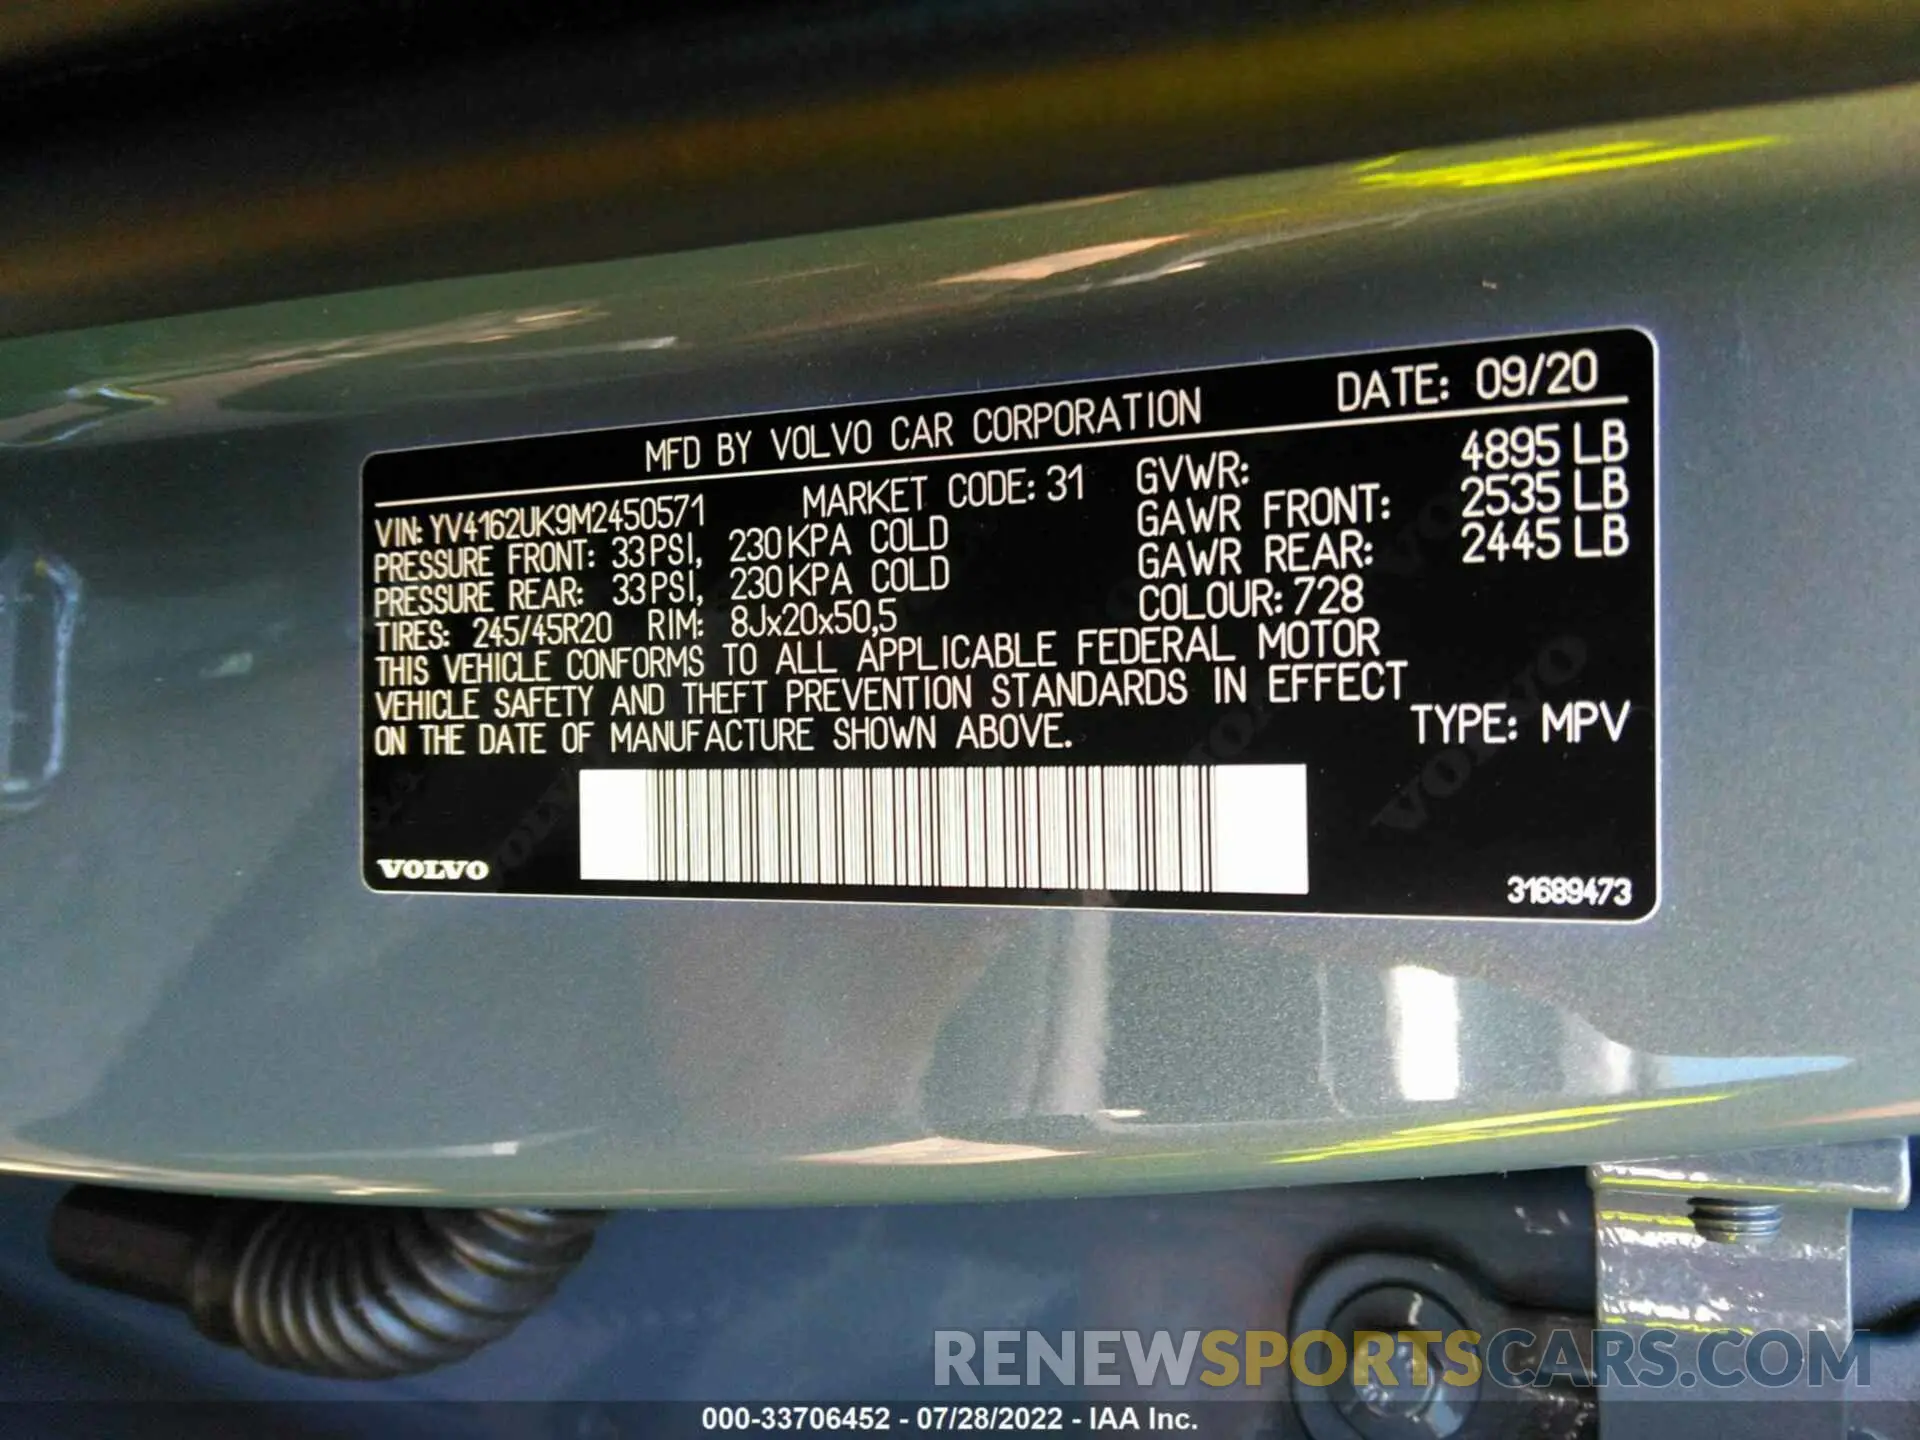 MFD BY VOLVO CAR CORPORATION DATE: 09/20
VIN: YV4162UK9M2450571 MARKET CODE: 31 GVWR: 4895 LB
PRESSURE FRONT: 33 PSI, 230 KPA COLD GAWR FRONT: 2535 LB
PRESSURE REAR: 33 PSI, 230 KPA COLD GAWR REAR: 2445 LB
TIRES: 245/45R20 RIM: 8Jx20x50,5 COLOUR: 728
THIS VEHICLE CONFORMS TO ALL APPLICABLE FEDERAL MOTOR
VEHICLE SAFETY AND THEFT PREVENTION STANDARDS IN EFFECT
ON THE DATE OF MANUFACTURE SHOWN ABOVE. TYPE: MPV
VOLVO 31689473
RENEWSPORTSCARS.COM
000-33706452 - 07/28/2022 - IAA Inc.